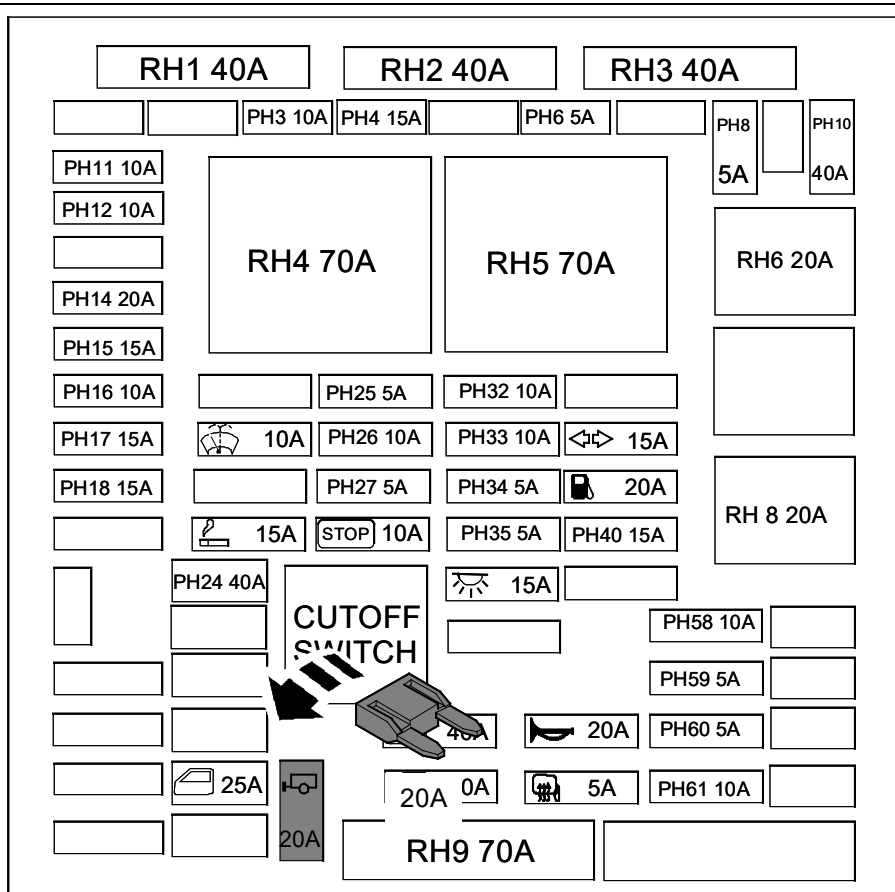 RH1 40A RH2 40A RH3 40A
PH3 10A PH4 15A PH6 5A PH8 PH10
5A 40A
PH11 10A
PH12 10A
RH4 70A RH5 70A RH6 20A
PH14 20A
PH15 15A
PH16 10A PH25 5A PH32 10A
PH17 15A 10A PH26 10A PH33 10A 15A
PH18 15A PH27 5A PH34 5A 20A
RH 8 20A
15A STOP 10A PH35 5A PH40 15A
PH24 40A 15A
CUTOFF
SWITCH
PH58 10A
PH59 5A
20A PH60 5A
25A 20A 5A PH61 10A
20A
RH9 70A